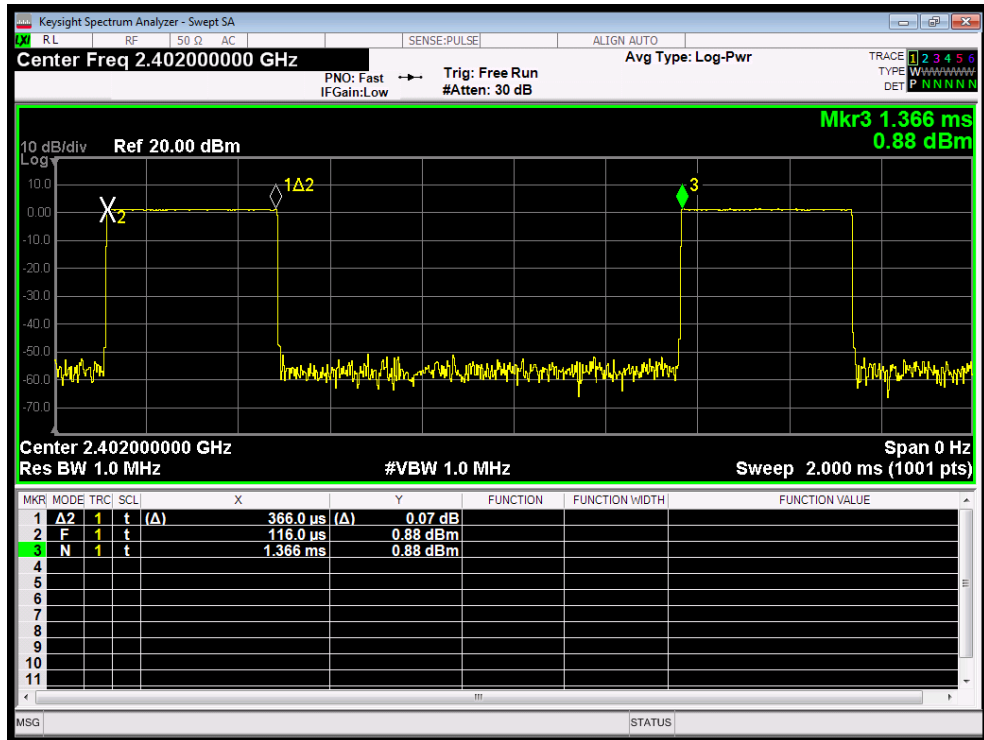 Keysight Spectrum Analyzer - Swept SA
LXI RL RF 50 Ω AC SENSE:PULSE ALIGN AUTO
Center Freq 2.402000000 GHz
PNO: Fast
IFGain:Low
Trig: Free Run
#Atten: 30 dB
Avg Type: Log-Pwr
TRACE 1 2 3 4 5 6
TYPE WWWWWW
DET P N N N N N
Mkr3 1.366 ms
0.88 dBm
10 dB/div Ref 20.00 dBm
Log
10.0
0.00
-10.0
-20.0
-30.0
-40.0
-50.0
-60.0
-70.0
2
1Δ2
3
Center 2.402000000 GHz Span 0 Hz
Res BW 1.0 MHz #VBW 1.0 MHz Sweep 2.000 ms (1001 pts)
MKR MODE TRC SCL X Y FUNCTION FUNCTION WIDTH FUNCTION VALUE
1 Δ2 1 t (Δ) 366.0 µs (Δ) 0.07 dB
2 F 1 t 116.0 µs 0.88 dBm
3 N 1 t 1.366 ms 0.88 dBm
4
5
6
7
8
9
10
11
MSG STATUS